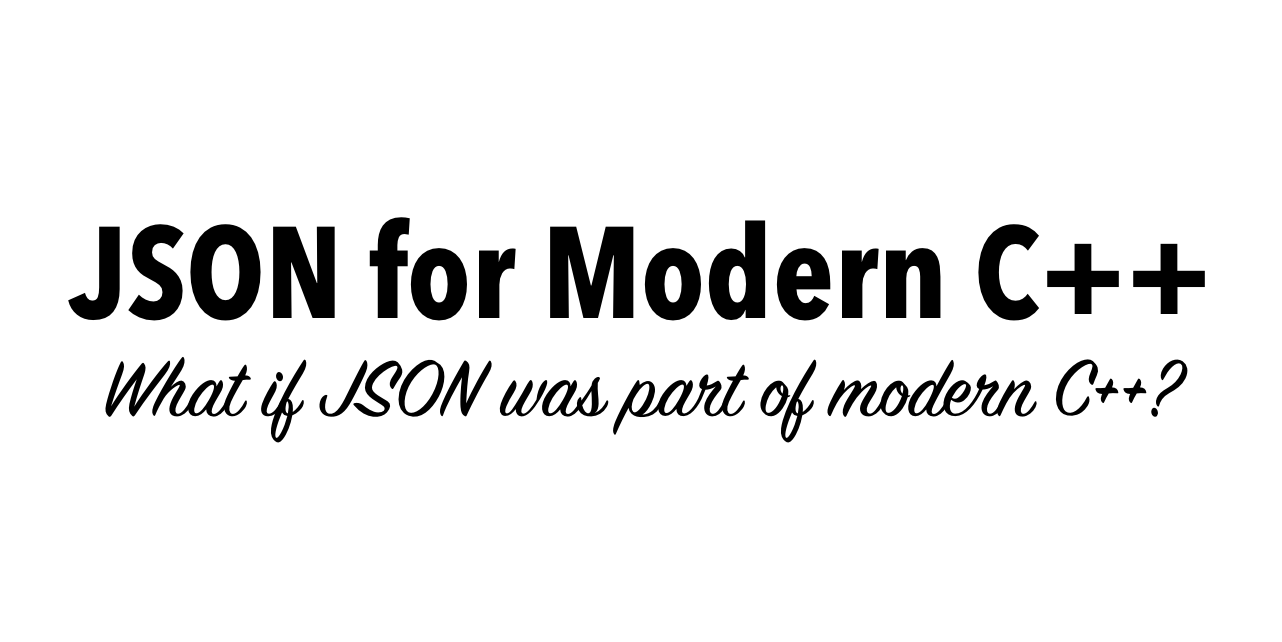 JSON for Modern C++
What if JSON was part of modern C++?